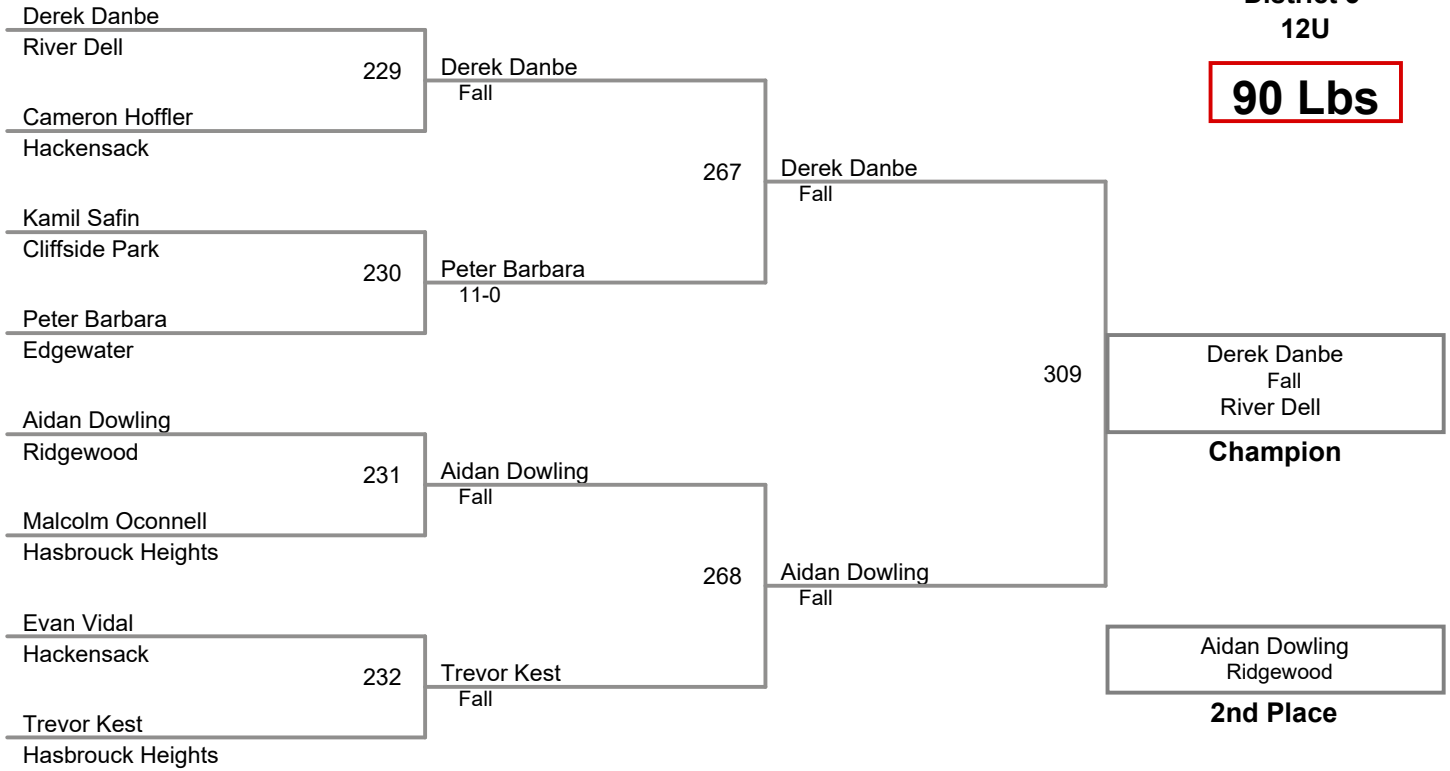 12U
90 Lbs
Derek Danbe
River Dell
229
Cameron Hoffler
Hackensack
Derek Danbe
Fall
267
Kamil Safin
Cliffside Park
230
Peter Barbara
Edgewater
Peter Barbara
11-0
Derek Danbe
Fall
309
Aidan Dowling
Ridgewood
231
Malcolm Oconnell
Hasbrouck Heights
Aidan Dowling
Fall
268
Evan Vidal
Hackensack
232
Trevor Kest
Hasbrouck Heights
Trevor Kest
Fall
Aidan Dowling
Fall
Derek Danbe
Fall
River Dell
Champion
Aidan Dowling
Ridgewood
2nd Place